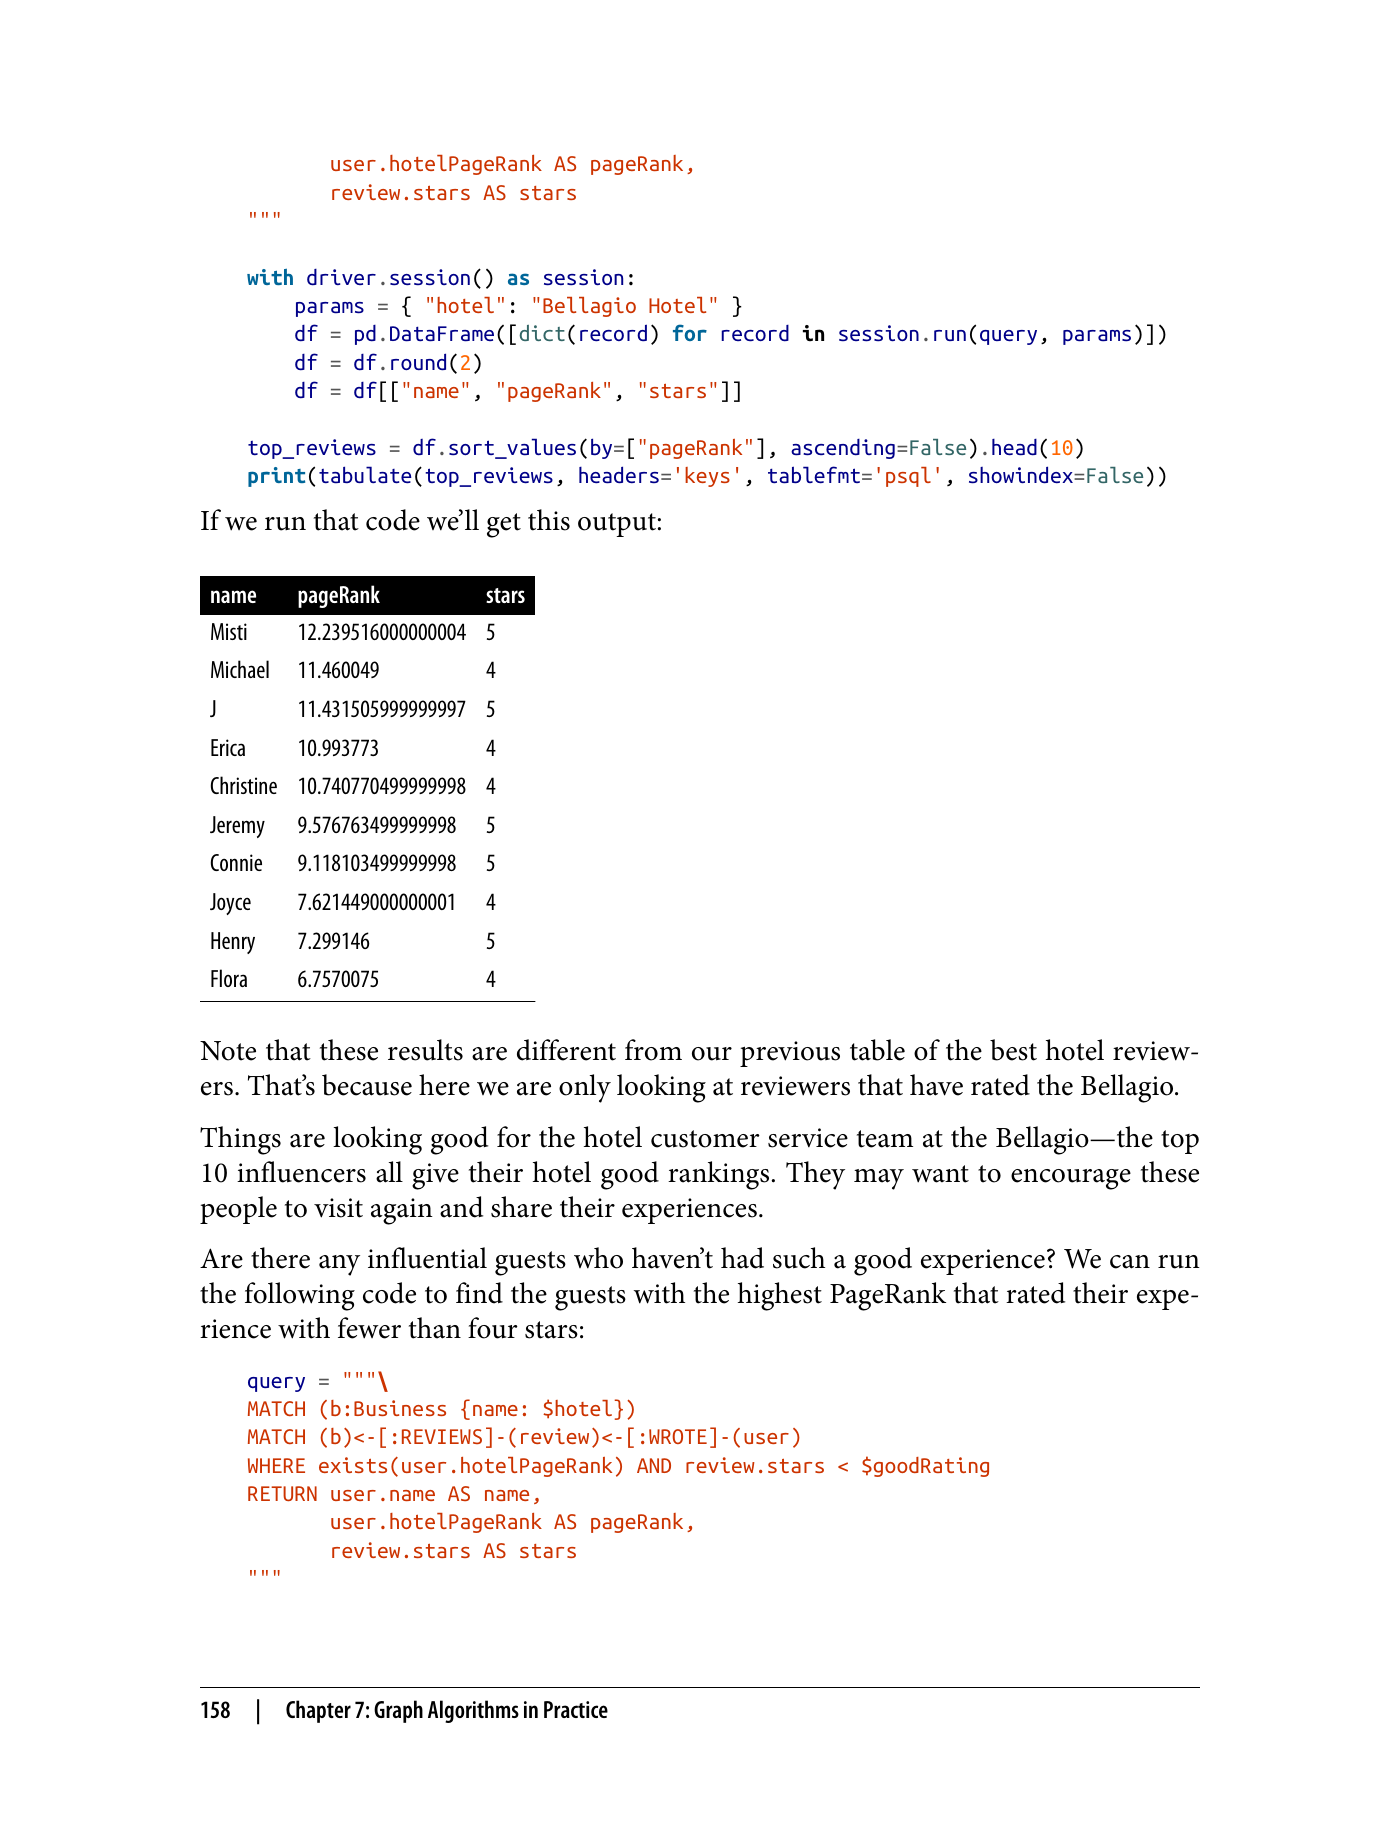 user.hotelPageRank AS pageRank,
review.stars AS stars
"""
with driver.session() as session:
params = { "hotel": "Bellagio Hotel" }
df = pd.DataFrame([dict(record) for record in session.run(query, params)])
df = df.round(2)
df = df[["name", "pageRank", "stars"]]
top_reviews = df.sort_values(by=["pageRank"], ascending=False).head(10)
print(tabulate(top_reviews, headers='keys', tablefmt='psql', showindex=False))
If we run that code we’ll get this output:
name pageRank stars
Misti 12.239516000000004 5
Michael 11.460049 4
J 11.431505999999997 5
Erica 10.993773 4
Christine 10.740770499999998 4
Jeremy 9.576763499999998 5
Connie 9.118103499999998 5
Joyce 7.621449000000001 4
Henry 7.299146 5
Flora 6.7570075 4
Note that these results are different from our previous table of the best hotel review-
ers. That’s because here we are only looking at reviewers that have rated the Bellagio.
Things are looking good for the hotel customer service team at the Bellagio—the top
10 influencers all give their hotel good rankings. They may want to encourage these
people to visit again and share their experiences.
Are there any influential guests who haven’t had such a good experience? We can run
the following code to find the guests with the highest PageRank that rated their expe-
rience with fewer than four stars:
query = """\
MATCH (b:Business {name: $hotel})
MATCH (b)<-[:REVIEWS]-(review)<-[:WROTE]-(user)
WHERE exists(user.hotelPageRank) AND review.stars < $goodRating
RETURN user.name AS name,
user.hotelPageRank AS pageRank,
review.stars AS stars
"""
158 | Chapter 7: Graph Algorithms in Practice